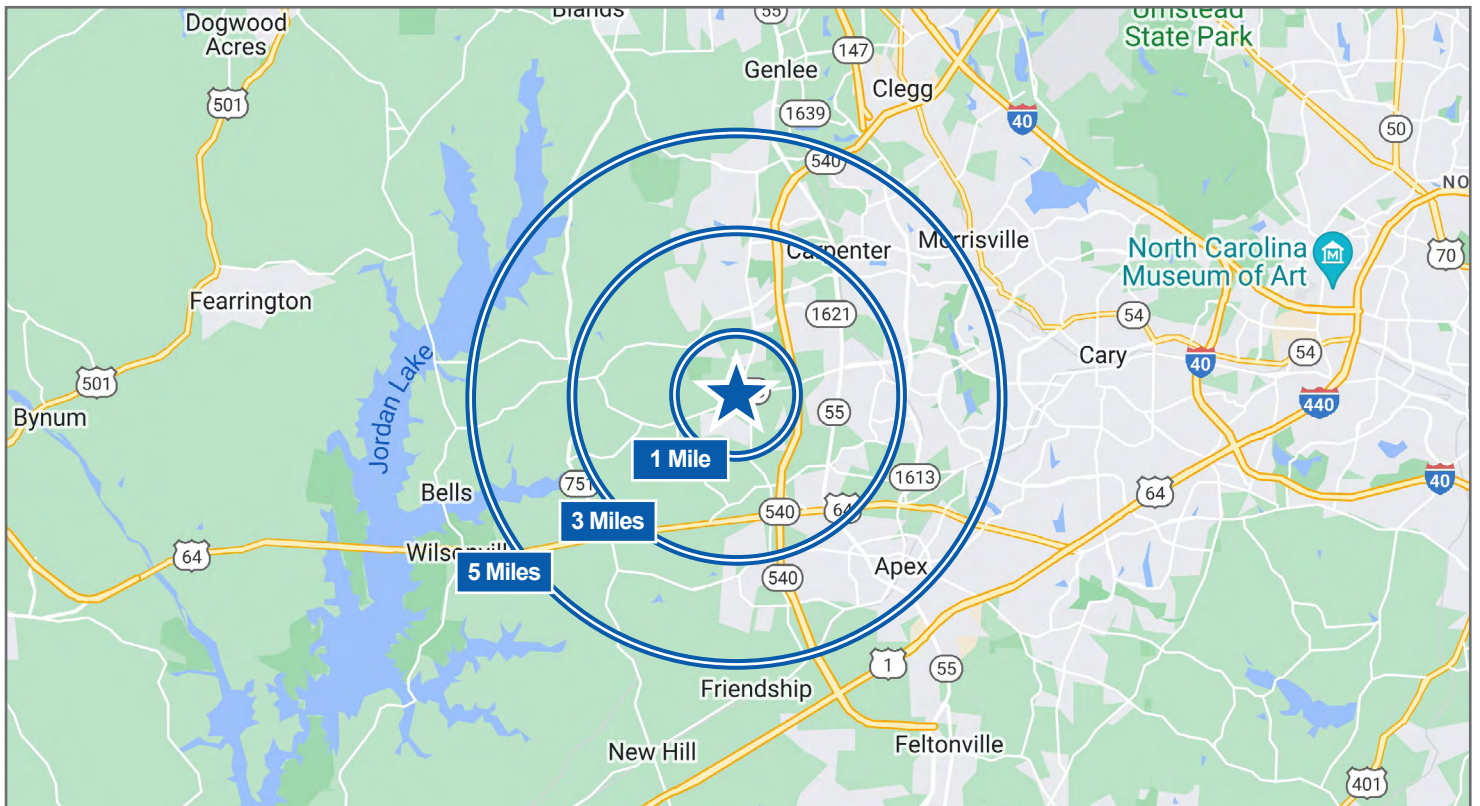 Blands
55
Umstead
State Park
Dogwood
Acres
147
Genlee
Clegg
501
1639
40
50
540
NO
Carpenter
Morrisville
North Carolina
Museum of Art
70
Fearrington
1621
54
Jordan Lake
Cary
40
54
501
440
Bynum
55
1 Mile
751
Bells
1613
40
64
3 Miles
540
64
64
Wilsonvill
5 Miles
540
Apex
1
55
Friendship
Feltonville
New Hill
401